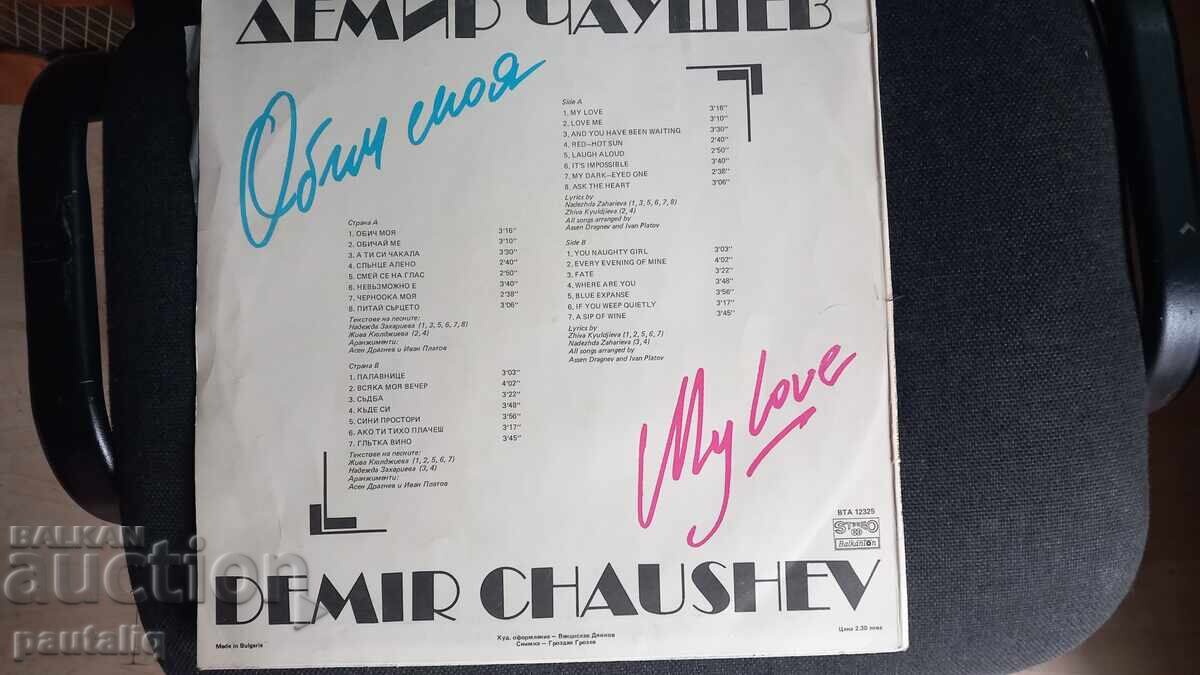 ДЕМИР ЧАУШЕВ
Обич моя
Side A
1. MY LOVE 3'16"
2. LOVE ME 3'10"
3. AND YOU HAVE BEEN WAITING 3'30"
4. RED—HOT SUN 2'40"
5. LAUGH ALOUD 2'50"
6. IT'S IMPOSSIBLE 3'40"
7. MY DARK—EYED ONE 2'38"
8. ASK THE HEART 3'06"
Lyrics by
Nadezhda Zaharieva (1, 3, 5, 6, 7, 8)
Zhiva Kyuldjieva (2, 4)
All songs arranged by
Assen Dragnev and Ivan Platov
Side B
1. YOU NAUGHTY GIRL 3'03"
2. EVERY EVENING OF MINE 4'02"
3. FATE 3'22"
4. WHERE ARE YOU 3'48"
5. BLUE EXPANSE 3'56"
6. IF YOU WEEP QUIETLY 3'17"
7. A SIP OF WINE 3'45"
Lyrics by
Zhiva Kyuldjieva (1, 2, 5, 6, 7)
Nadezhda Zaharieva (3, 4)
All songs arranged by
Assen Dragnev and Ivan Platov
Страна А
1. ОБИЧ МОЯ 3'16"
2. ОБИЧАЙ МЕ 3'10"
3. А ТИ СИ ЧАКАЛА 3'30"
4. СЛЪНЦЕ АЛЕНО 2'40"
5. СМЕЙ СЕ НА ГЛАС 2'50"
6. НЕВЪЗМОЖНО Е 3'40"
7. ЧЕРНООКА МОЯ 2'38"
8. ПИТАЙ СЪРЦЕТО 3'06"
Текстове на песните:
Надежда Захариева (1, 3, 5, 6, 7, 8)
Жива Кюлджиева (2, 4)
Аранжименти:
Асен Драгнев и Иван Платов
Страна В
1. ПАЛАВНИЦЕ 3'03"
2. ВСЯКА МОЯ ВЕЧЕР 4'02"
3. СЪДБА 3'22"
4. КЪДЕ СИ 3'48"
5. СИНИ ПРОСТОРИ 3'56"
6. АКО ТИ ТИХО ПЛАЧЕШ 3'17"
7. ГЛЪТКА ВИНО 3'45"
Текстове на песните:
Жива Кюлджиева (1, 2, 5, 6, 7)
Надежда Захариева (3, 4)
Аранжименти:
Асен Драгнев и Иван Платов
My love
ВТА 12325
STEREO
Balkanton
DEMIR CHAUSHEV
Made in Bulgaria
Худ. оформление — Венцислав Дянков
Снимка — Гроздан Грозев
Цена 2.30 лева
BALKAN
auction
pautaliq